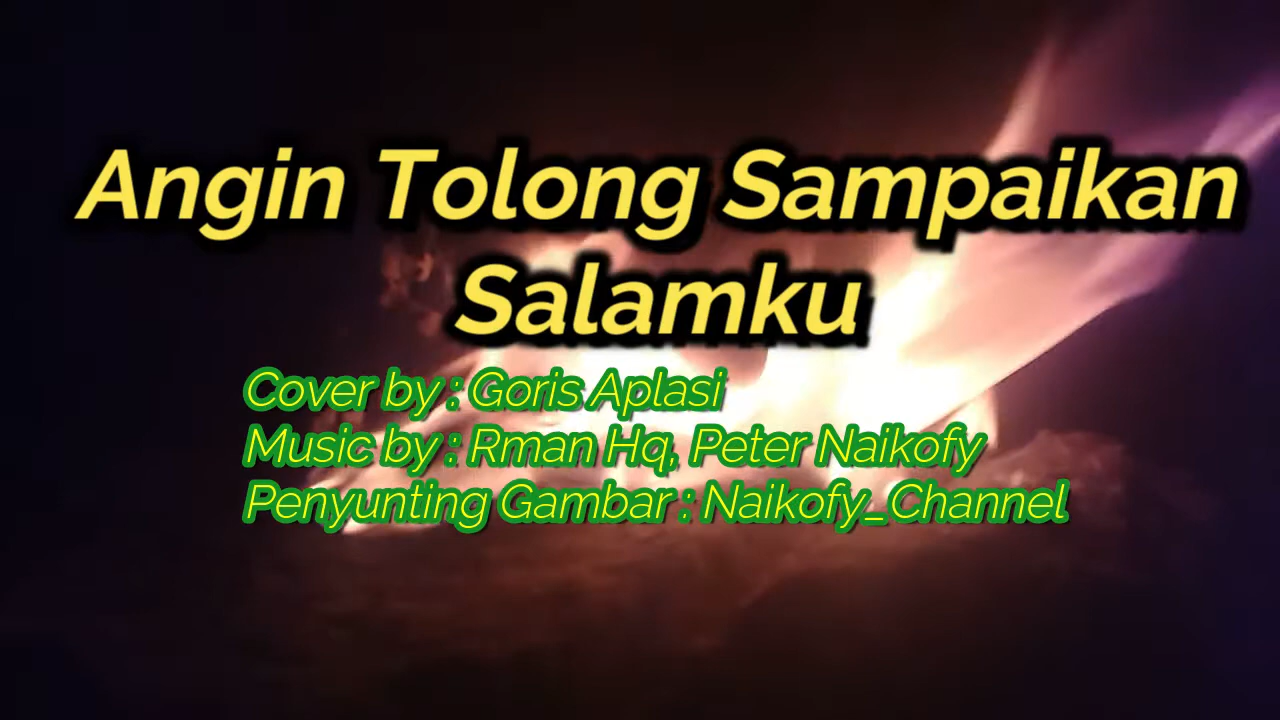 Angin Tolong Sampaikan
Salamku
Cover by : Goris Aplasi
Music by : Rman Hq, Peter Naikofy
Penyunting Gambar : Naikofy_Channel